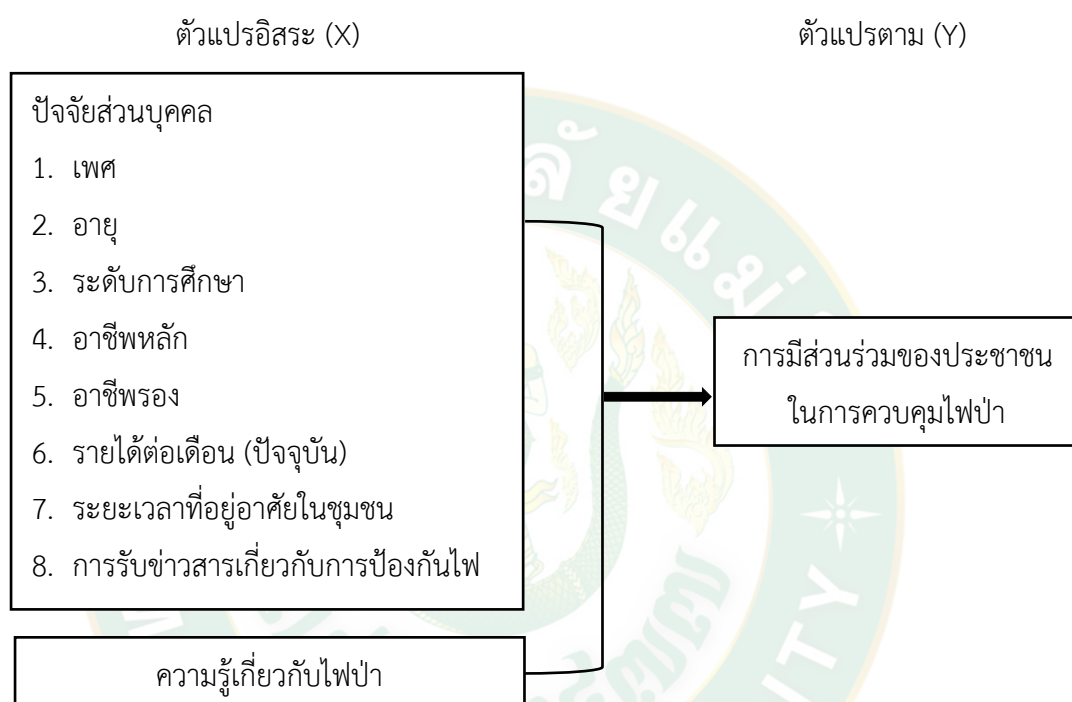 ตัวแปรอิสระ (X)
ตัวแปรตาม (Y)
ปัจจัยส่วนบุคคล
1. เพศ
2. อายุ
3. ระดับการศึกษา
4. อาชีพหลัก
5. อาชีพรอง
6. รายได้ต่อเดือน (ปัจจุบัน)
7. ระยะเวลาที่อยู่อาศัยในชุมชน
8. การรับข่าวสารเกี่ยวกับการป้องกันไฟ
ความรู้เกี่ยวกับไฟป่า
การมีส่วนร่วมของประชาชน
ในการควบคุมไฟป่า